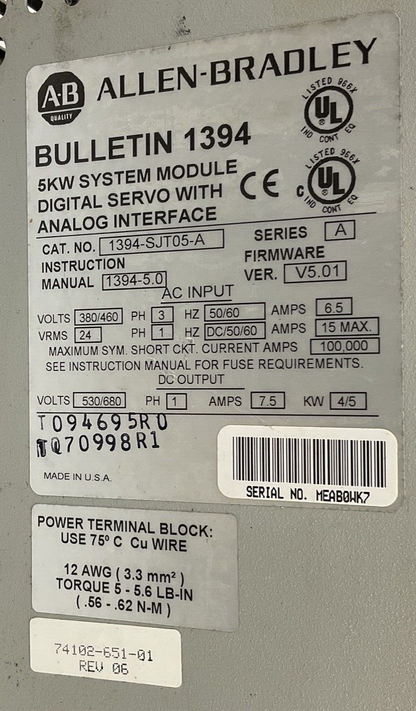 A-B
QUALITY
ALLEN-BRADLEY
LISTED 966X
UL
IND CONT EQ
BULLETIN 1394
5KW SYSTEM MODULE
DIGITAL SERVO WITH
ANALOG INTERFACE
CE
LISTED 966X
C UL
IND CONT EQ
CAT. NO. 1394-SJT05-A SERIES A
INSTRUCTION MANUAL 1394-5.0
FIRMWARE VER. V5.01
AC INPUT
VOLTS 380/460 PH 3 HZ 50/60 AMPS 6.5
VRMS 24 PH 1 HZ DC/50/60 AMPS 15 MAX.
MAXIMUM SYM. SHORT CKT. CURRENT AMPS 100,000
SEE INSTRUCTION MANUAL FOR FUSE REQUIREMENTS.
DC OUTPUT
VOLTS 530/680 PH 1 AMPS 7.5 KW 4/5
T094695R0
TQ70998R1
MADE IN U.S.A.
SERIAL NO. MEAB0WK7
POWER TERMINAL BLOCK:
USE 75º C Cu WIRE
12 AWG ( 3.3 mm² )
TORQUE 5 - 5.6 LB-IN
( .56 - .62 N-M )
74102-651-01
REV 06